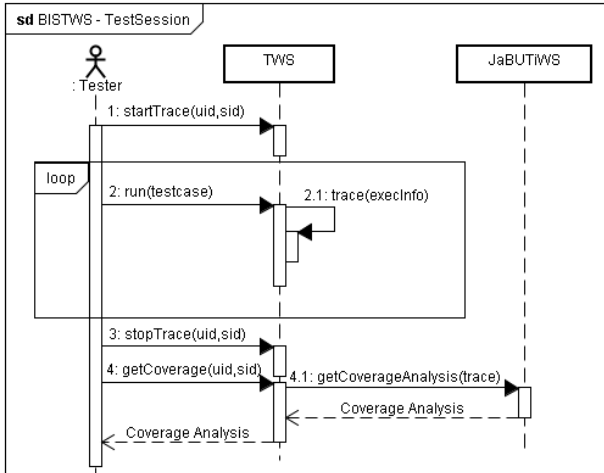 sd BISTWS - TestSession
TWS
JaBUTiWS
: Tester
1: startTrace(uid,sid)
loop
2: run(testcase)
2.1: trace(execInfo)
3: stopTrace(uid,sid)
4: getCoverage(uid,sid)
4.1: getCoverageAnalysis(trace)
Coverage Analysis
Coverage Analysis